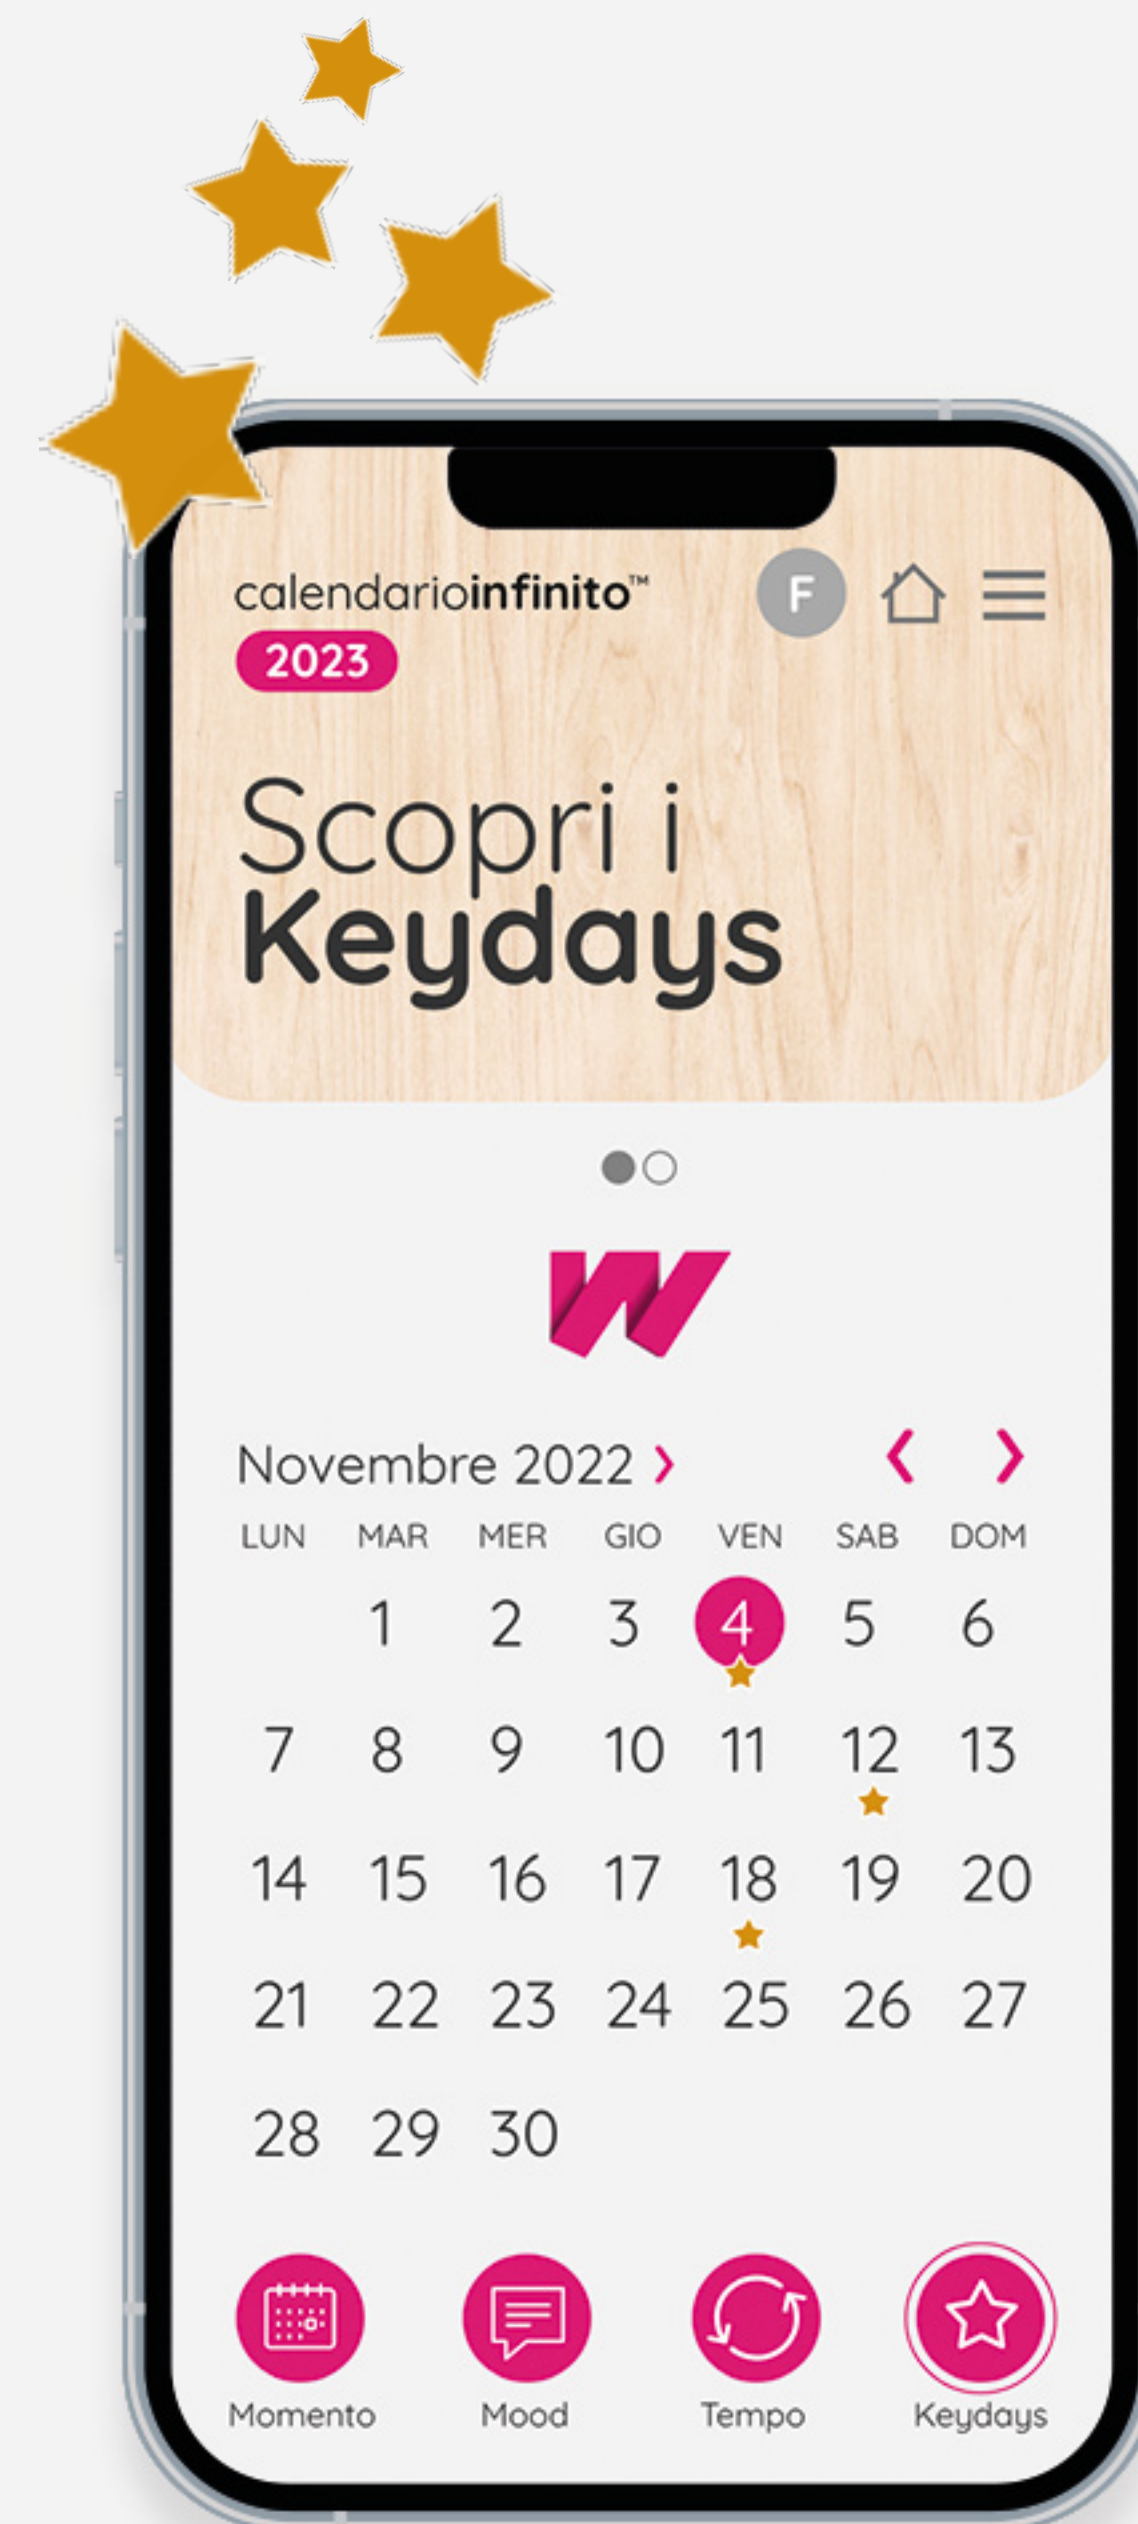 calendarioinfinito™
F
2023
Scopri i
Keydays
Novembre 2022 ›
LUN MAR MER GIO VEN SAB DOM
1 2 3 4 5 6
7 8 9 10 11 12 13
14 15 16 17 18 19 20
21 22 23 24 25 26 27
28 29 30
Momento Mood Tempo Keydays